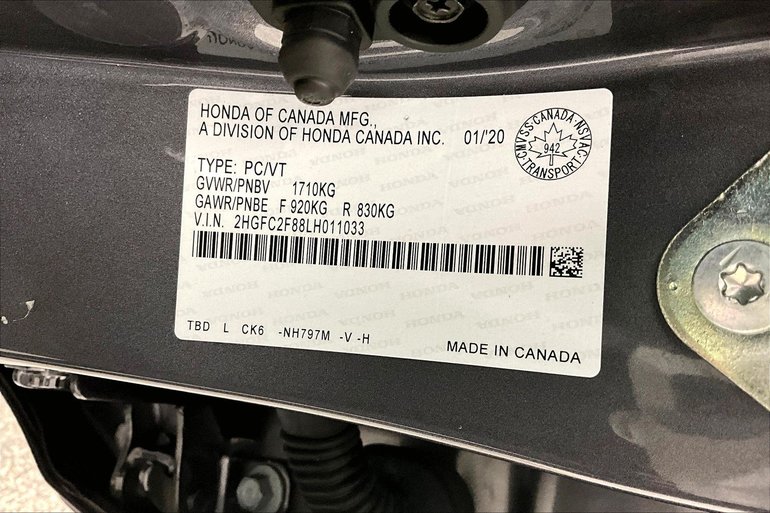 HONDA OF CANADA MFG.,
A DIVISION OF HONDA CANADA INC. 01/'20
CMVSS·CANADA·NSVAC·TRANSPORT
942
TYPE: PC/VT
GVWR/PNBV 1710KG
GAWR/PNBE F 920KG R 830KG
V.I.N. 2HGFC2F88LH011033
TBD L CK6 -NH797M -V -H
MADE IN CANADA